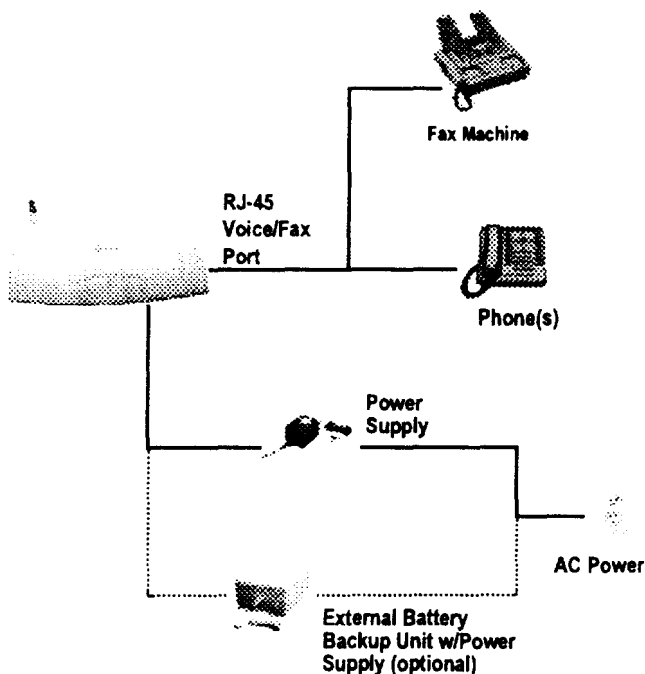 Fax Machine
RJ-45
Voice/Fax
Port
Phone(s)
Power
Supply
AC Power
External Battery
Backup Unit w/Power
Supply (optional)